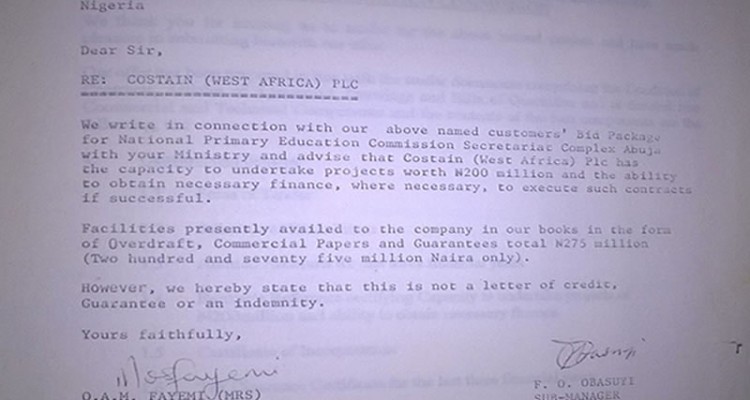 Nigeria
Dear Sir,
RE: COSTAIN (WEST AFRICA) PLC
We write in connection with our above named customers' Bid Package
for National Primary Education Commission Secretariat Complex Abuja
with your Ministry and advise that Costain (West Africa) Plc has
the capacity to undertake projects worth ₦200 million and the ability
to obtain necessary finance, where necessary, to execute such contracts
if successful.
Facilities presently availed to the company in our books in the form
of Overdraft, Commercial Papers and Guarantees total ₦275 million
(Two hundred and seventy five million Naira only).
However, we hereby state that this is not a letter of credit,
Guarantee or an indemnity.
Yours faithfully,
O.A.M. FAYEMI (MRS)
F. O. OBASUYI
SUB-MANAGER